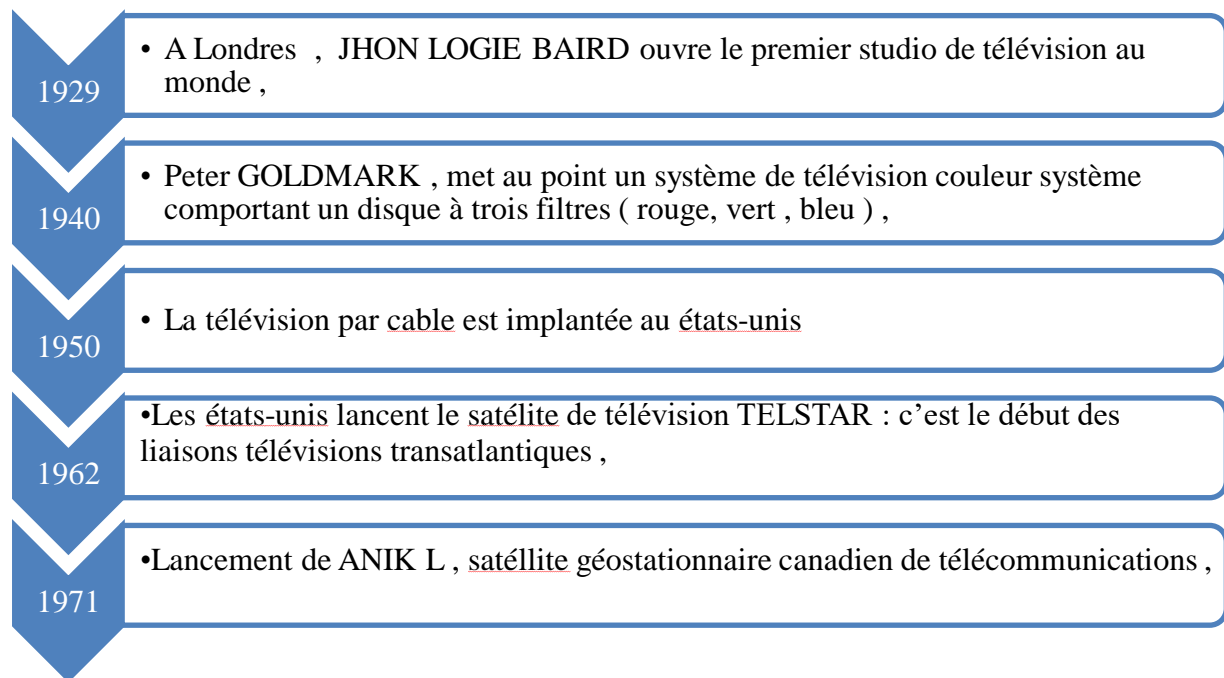 1929
• A Londres , JHON LOGIE BAIRD ouvre le premier studio de télévision au
monde ,
1940
• Peter GOLDMARK , met au point un système de télévision couleur système
comportant un disque à trois filtres ( rouge, vert , bleu ) ,
1950
• La télévision par cable est implantée au états-unis
1962
•Les états-unis lancent le satélite de télévision TELSTAR : c’est le début des
liaisons télévisions transatlantiques ,
1971
•Lancement de ANIK L , satéllite géostationnaire canadien de télécommunications ,